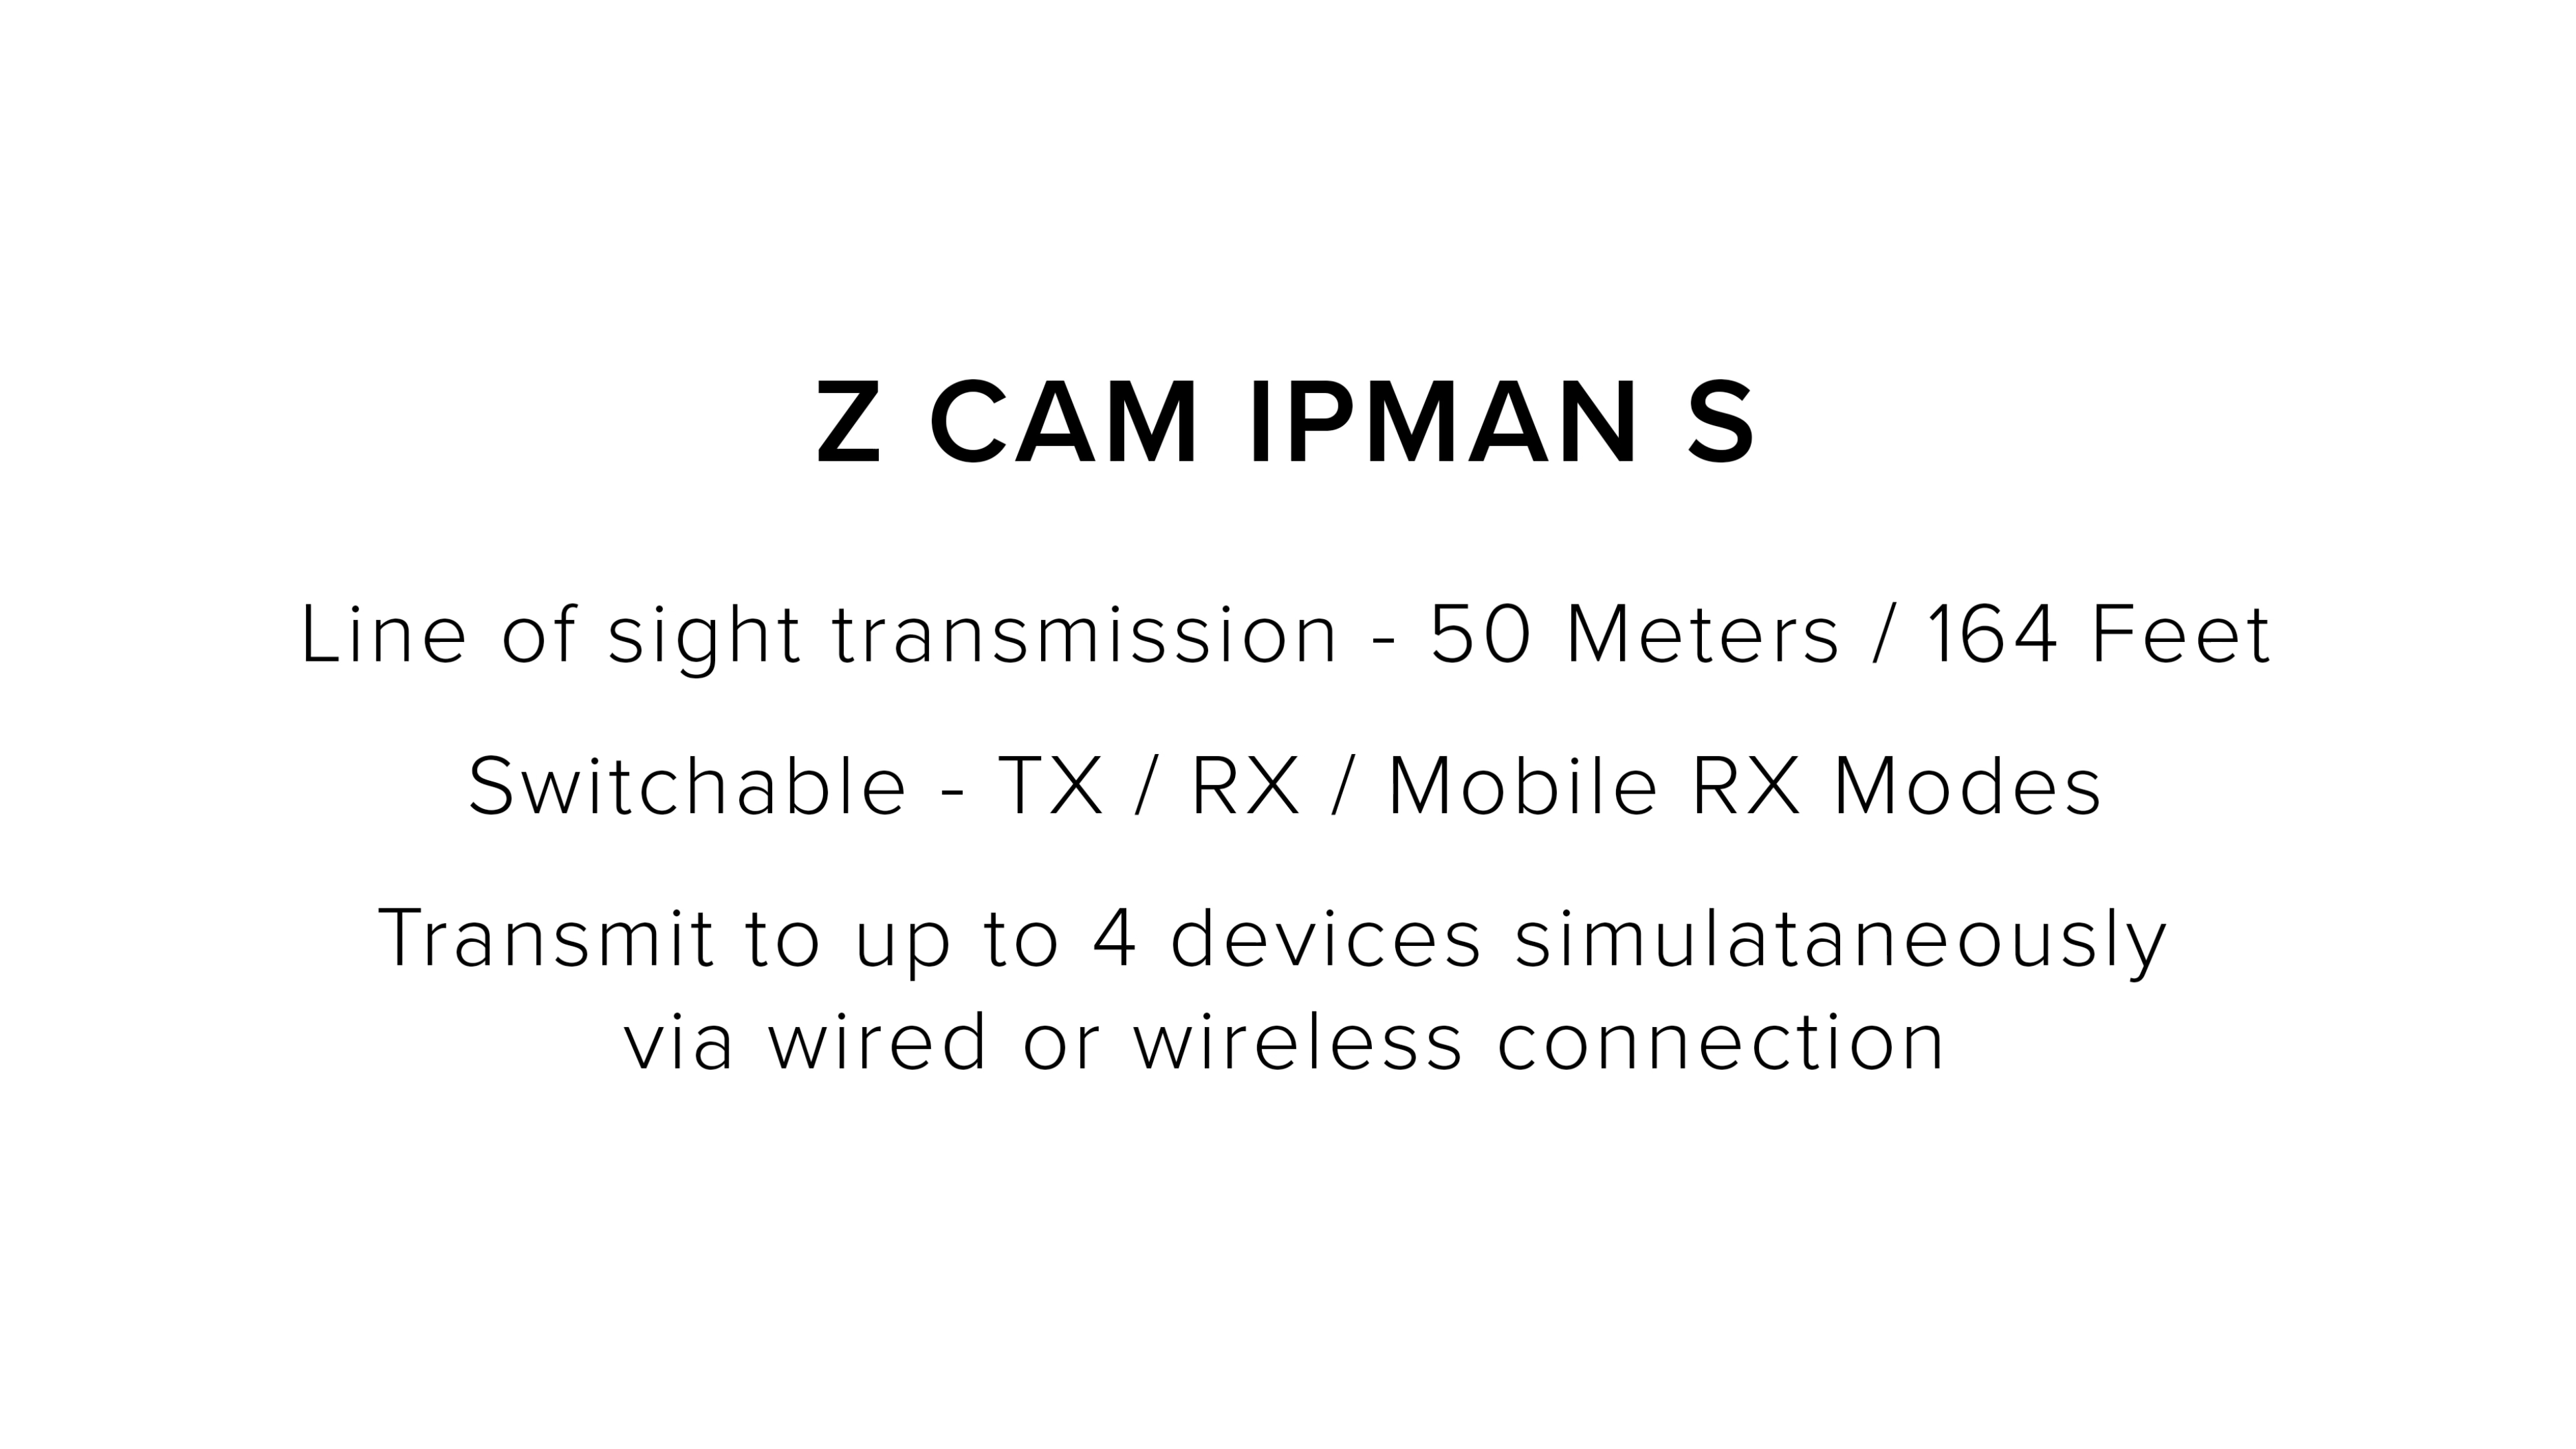 Z CAM IPMAN S
Line of sight transmission - 50 Meters / 164 Feet
Switchable - TX / RX / Mobile RX Modes
Transmit to up to 4 devices simulataneously
via wired or wireless connection